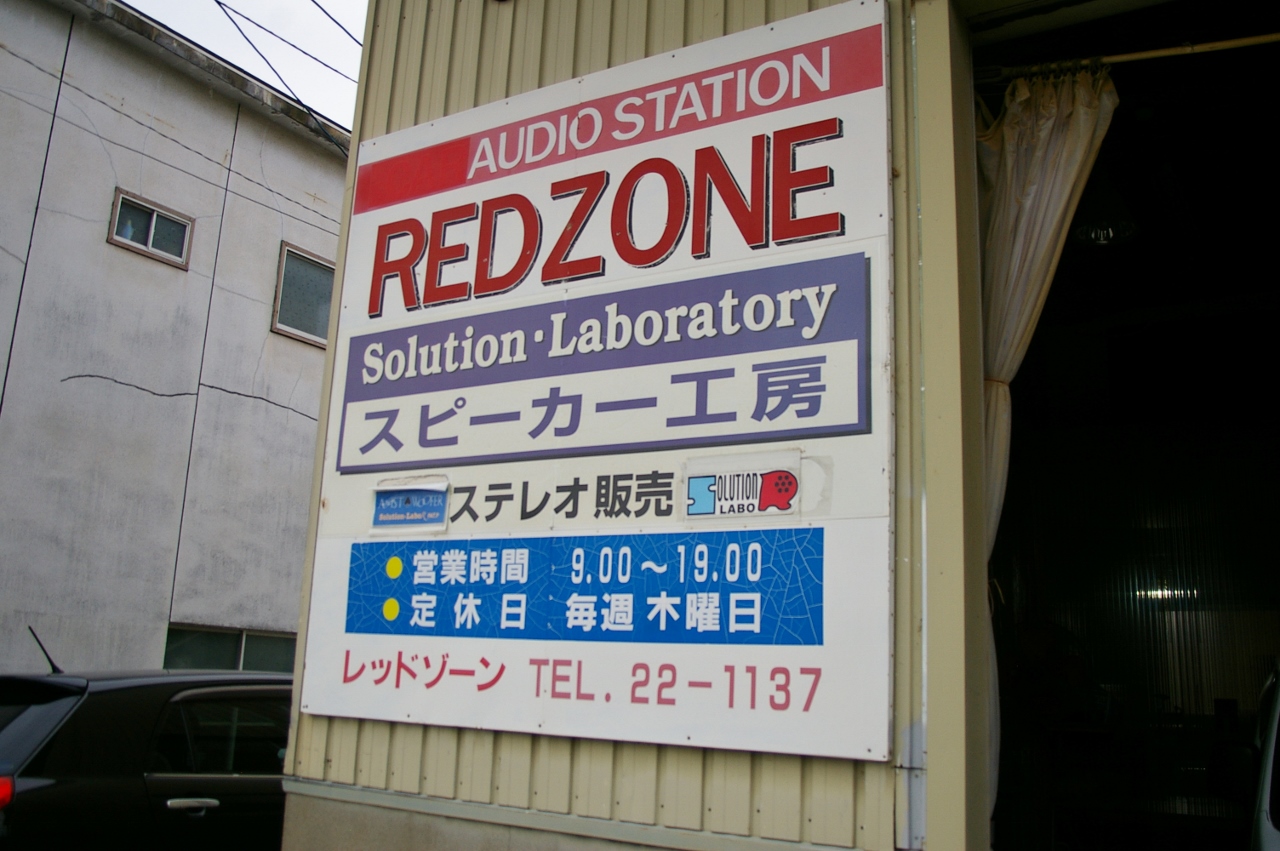 AUDIO STATION
REDZONE
Solution・Laboratory
スピーカー工房
ステレオ販売
SOLUTION
LABO
営業時間 9.00～19.00
定休日 毎週木曜日
レッドゾーン TEL. 22-1137